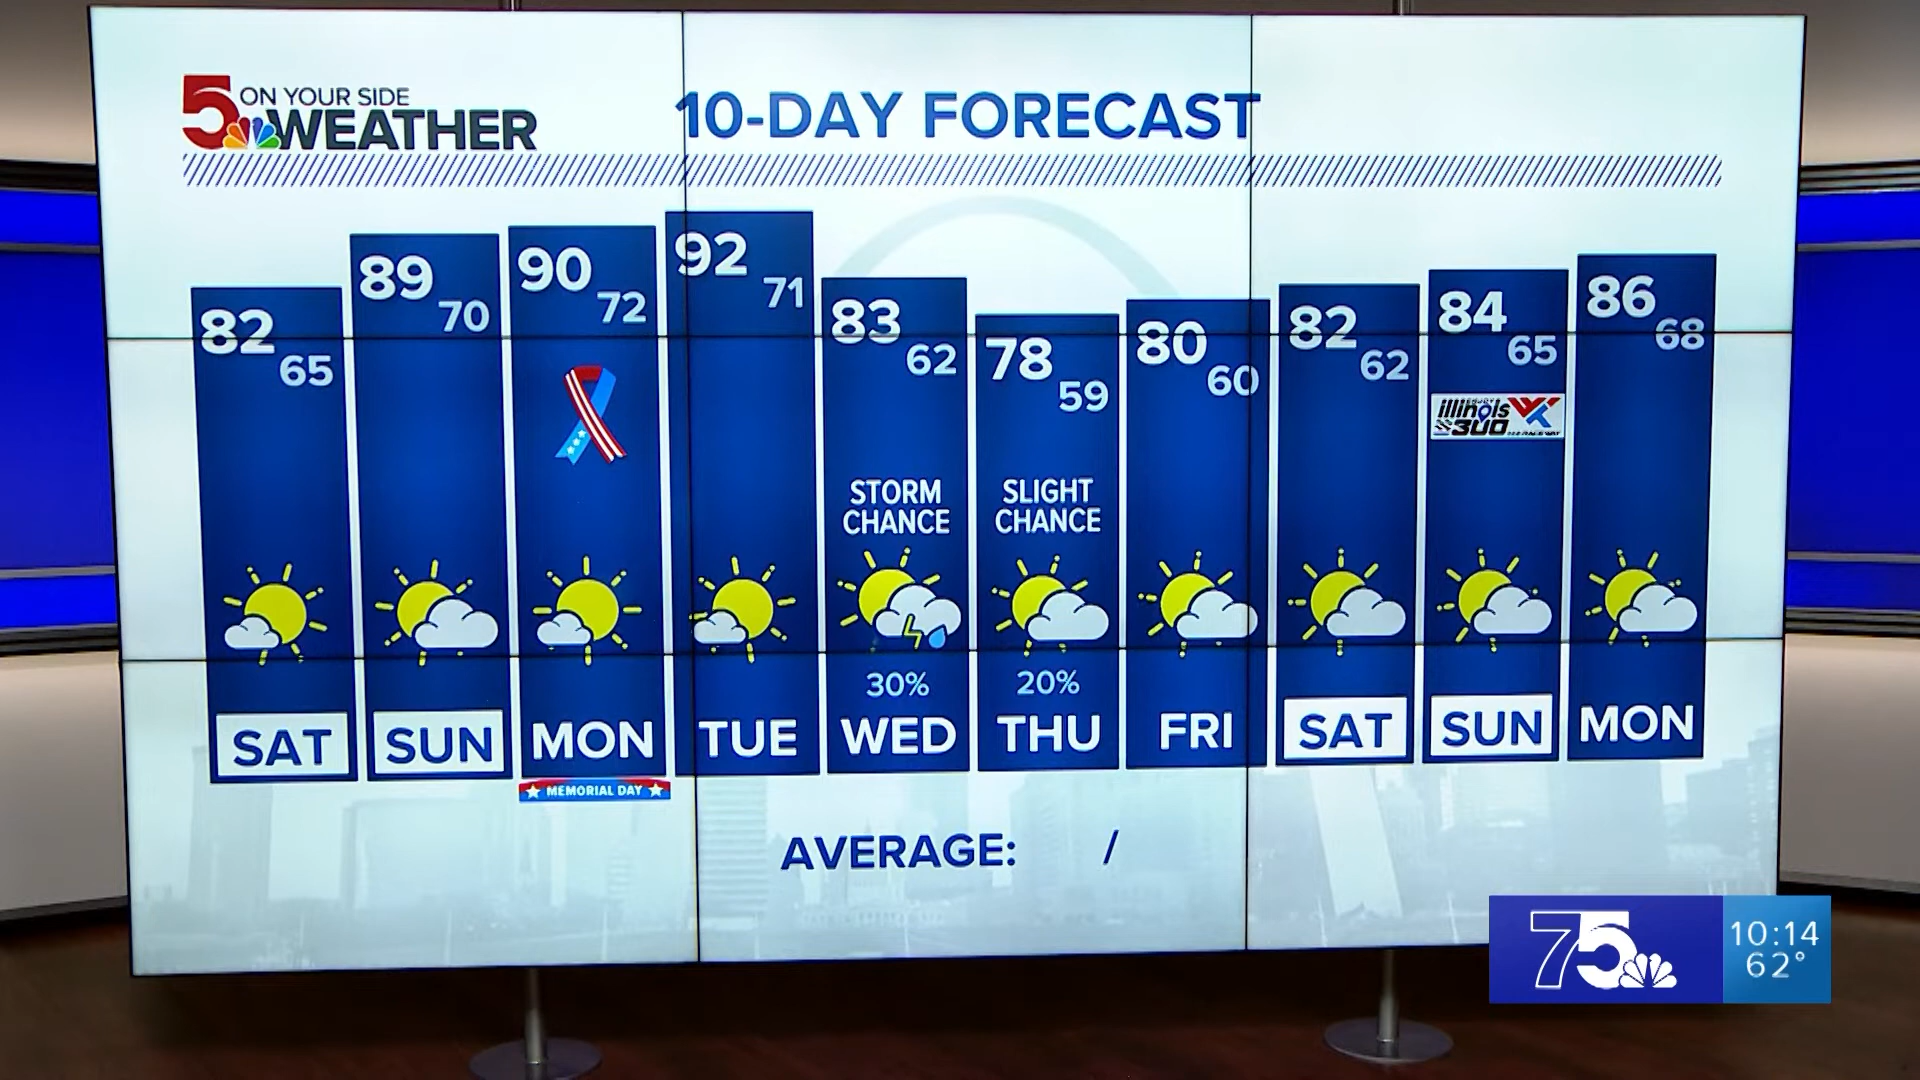 5 ON YOUR SIDE
WEATHER
10-DAY FORECAST
82 65
89 70
90 72
92 71
83 62
78 59
80 60
82 62
84 65
86 68
illinois
300
STORM
CHANCE
SLIGHT
CHANCE
30%
20%
SAT
SUN
MON
TUE
WED
THU
FRI
SAT
SUN
MON
MEMORIAL DAY
AVERAGE: /
75
10:14
62°